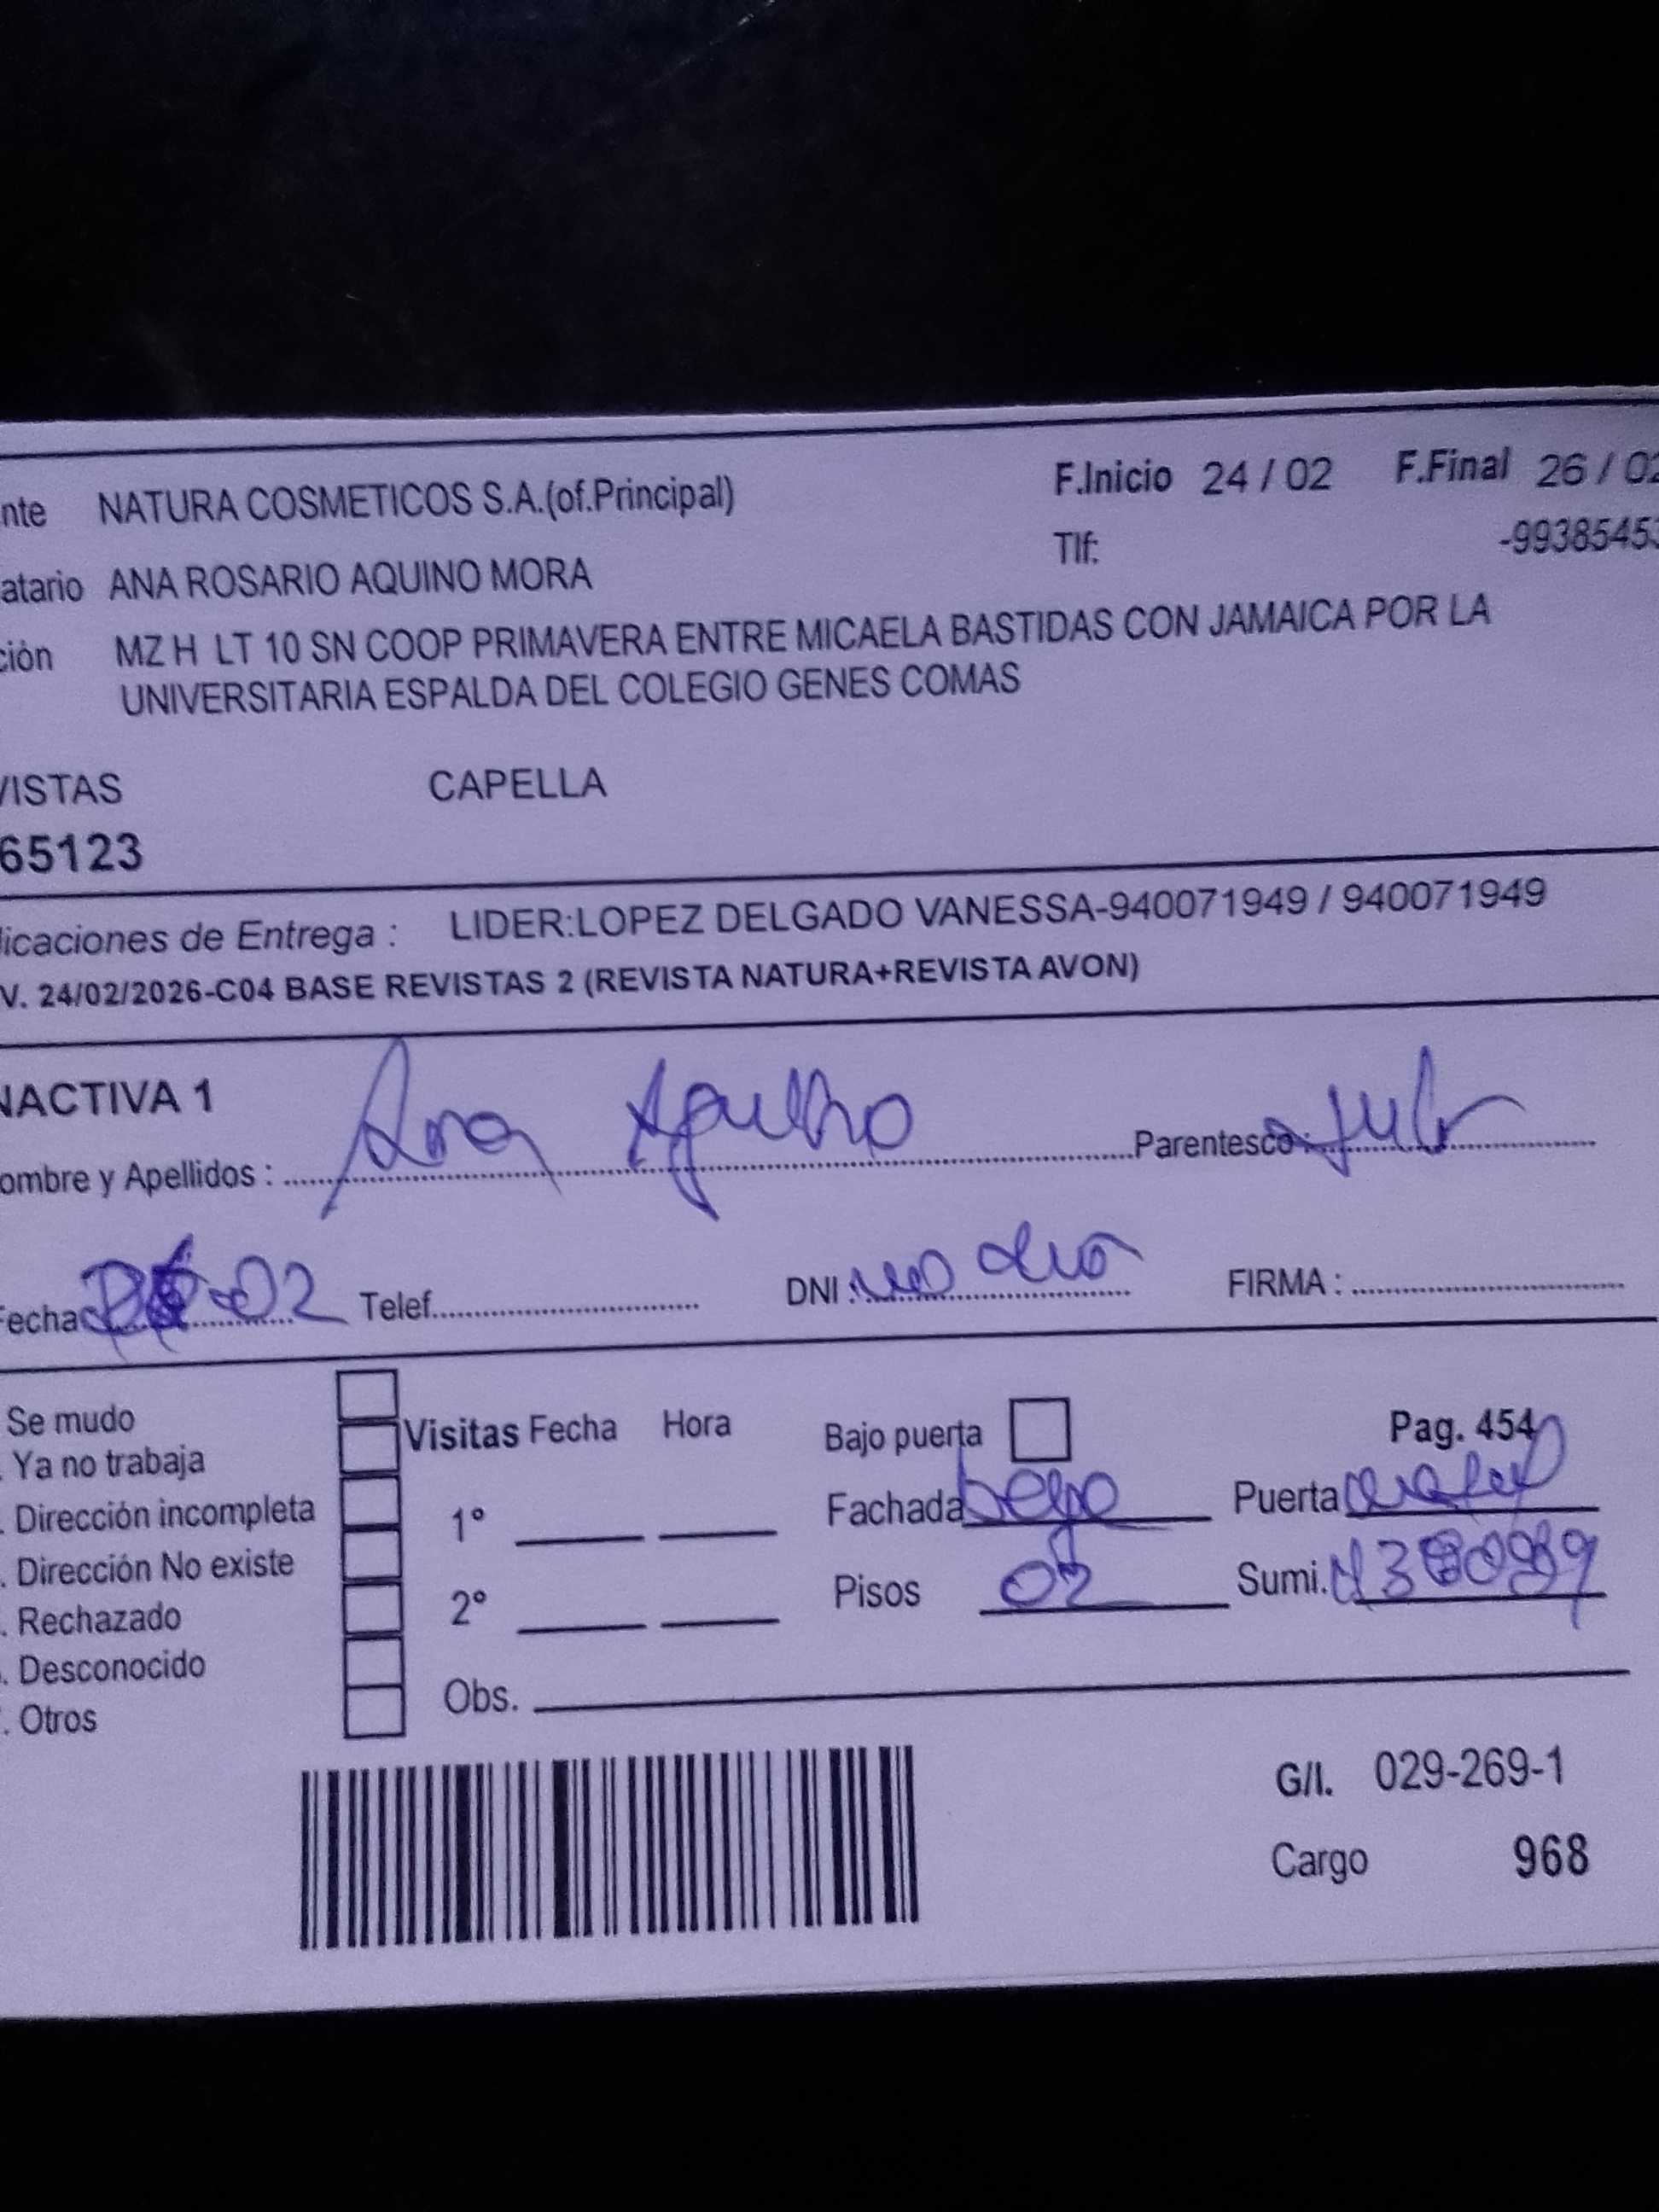 nte NATURA COSMETICOS S.A.(of.Principal) F.Inicio 24 / 02 F.Final 26 / 02
Tlf: -99385453
atario ANA ROSARIO AQUINO MORA
ción MZ H LT 10 SN COOP PRIMAVERA ENTRE MICAELA BASTIDAS CON JAMAICA POR LA
UNIVERSITARIA ESPALDA DEL COLEGIO GENES COMAS
VISTAS CAPELLA
65123
licaciones de Entrega : LIDER:LOPEZ DELGADO VANESSA-940071949 / 940071949
V. 24/02/2026-C04 BASE REVISTAS 2 (REVISTA NATURA+REVISTA AVON)
NACTIVA 1
ombre y Apellidos : Ana Parentesco:
Fecha -02 Telef. DNI : FIRMA :
Se mudo
. Ya no trabaja Visitas Fecha Hora Bajo puerta Pag. 454
. Dirección incompleta 1° Fachada beige Puerta
. Dirección No existe
. Rechazado 2° Pisos 02 Sumi.
. Desconocido
. Otros Obs.
G/I. 029-269-1
Cargo 968